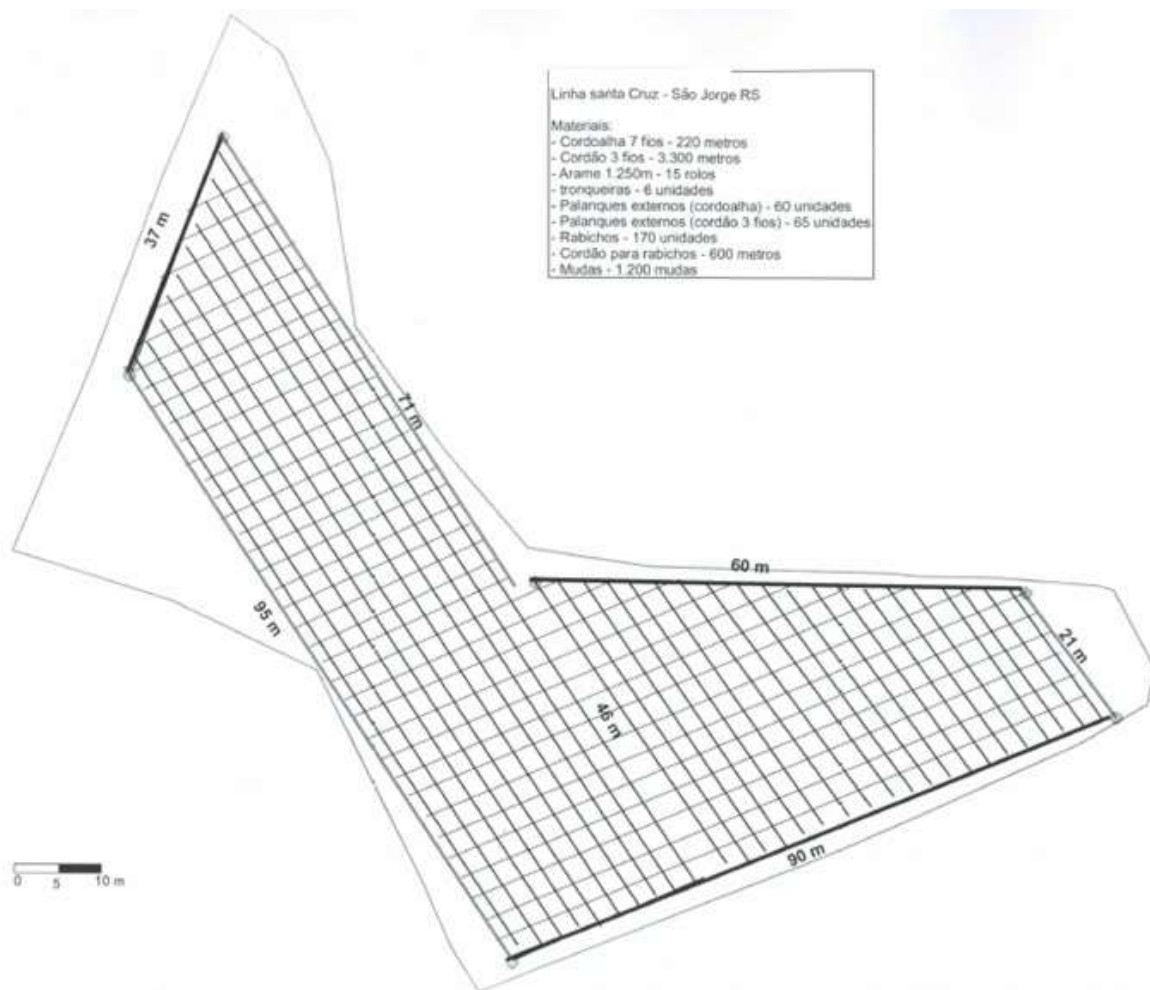 Linha santa Cruz - São Jorge RS
Materiais:
- Cordoalha 7 fios - 220 metros
- Cordão 3 fios - 3.300 metros
- Arame 1.250m - 15 rolos
- tronqueiras - 6 unidades
- Palanques externos (cordoalha) - 60 unidades
- Palanques externos (cordão 3 fios) - 65 unidades
- Rabichos - 170 unidades
- Cordão para rabichos - 600 metros
- Mudas - 1.200 mudas
37 m
71 m
60 m
95 m
21 m
46 m
90 m
0 5 10 m